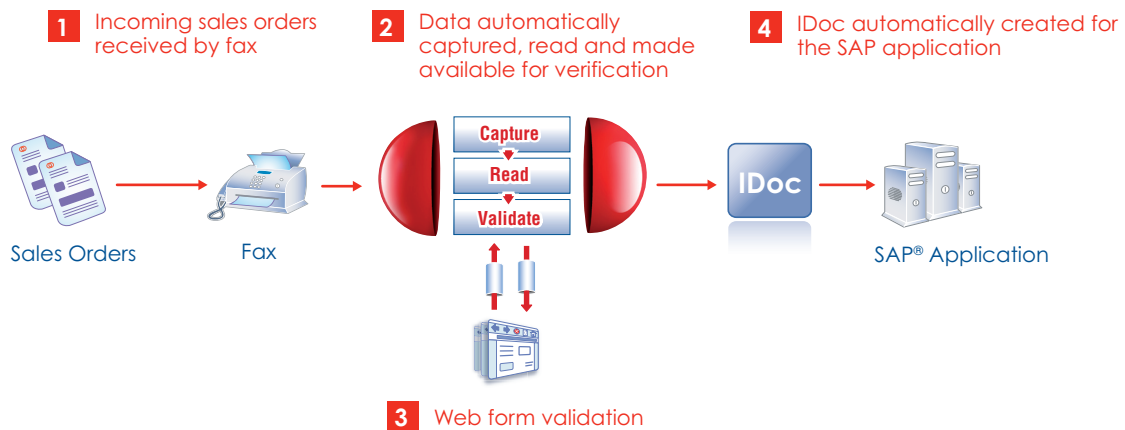 1 Incoming sales orders
received by fax
2 Data automatically
captured, read and made
available for verification
4 IDoc automatically created for
the SAP application
Capture
Read
Validate
IDoc
Sales Orders
Fax
SAP® Application
3 Web form validation